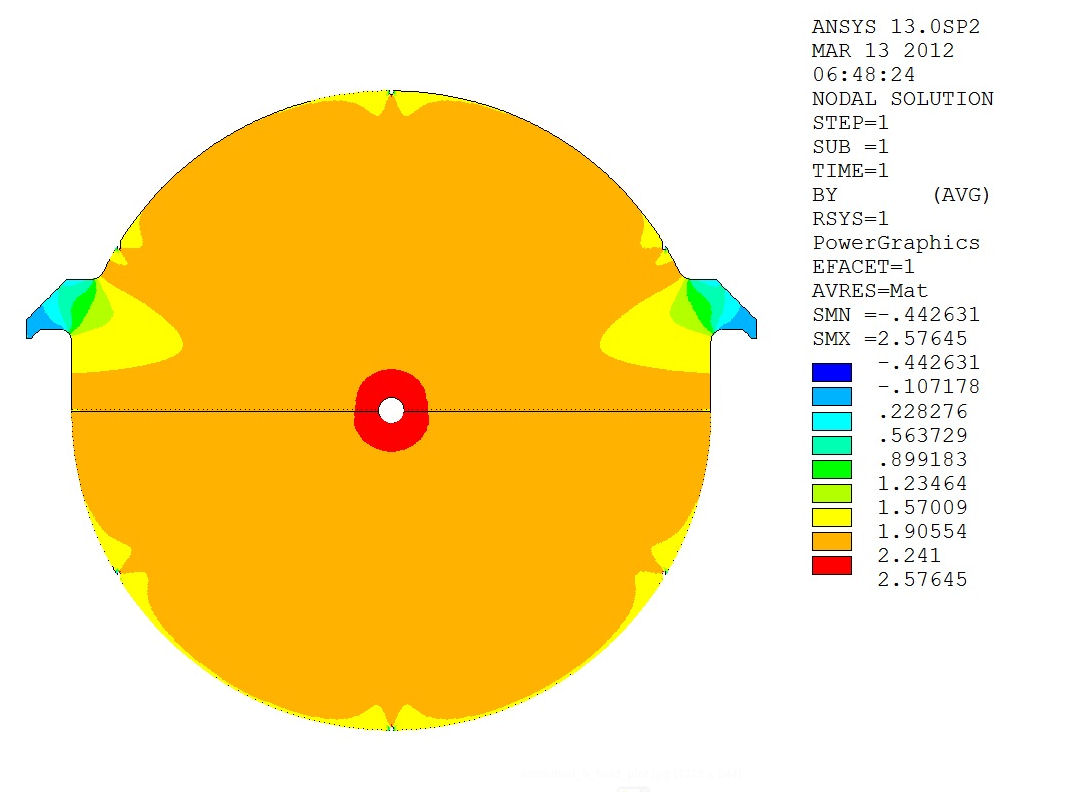 ANSYS 13.0SP2
MAR 13 2012
06:48:24
NODAL SOLUTION
STEP=1
SUB =1
TIME=1
BY (AVG)
RSYS=1
PowerGraphics
EFACET=1
AVRES=Mat
SMN =-.442631
SMX =2.57645
-.442631
-.107178
.228276
.563729
.899183
1.23464
1.57009
1.90554
2.241
2.57645